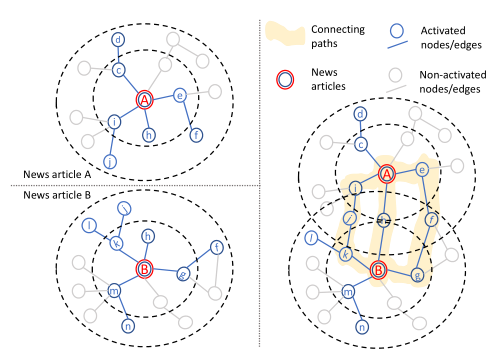 d
c
A
e
i
h
f
j
News article A
News article B
j
l
k
h
f
B
g
m
n
Connecting
paths
Activated
nodes/edges
News
articles
Non-activated
nodes/edges
d
c
A
e
i
j
f
l
k
B
g
m
n